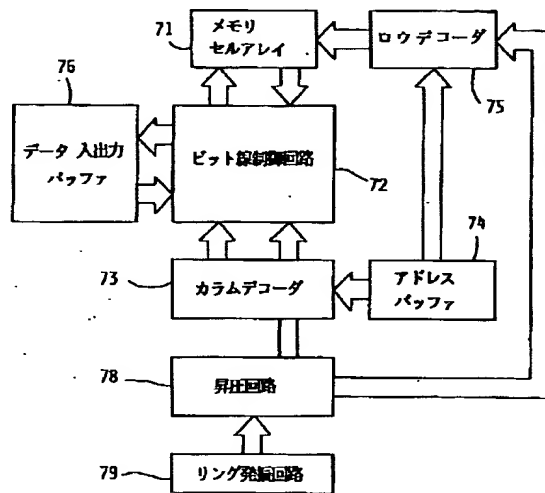 71
メモリ
セルアレイ
ロウデコーダ
75
76
データ 入出力
バッファ
ビット線制御回路
72
74
73
カラムデコーダ
アドレス
バッファ
78
昇圧回路
79
リング発振回路